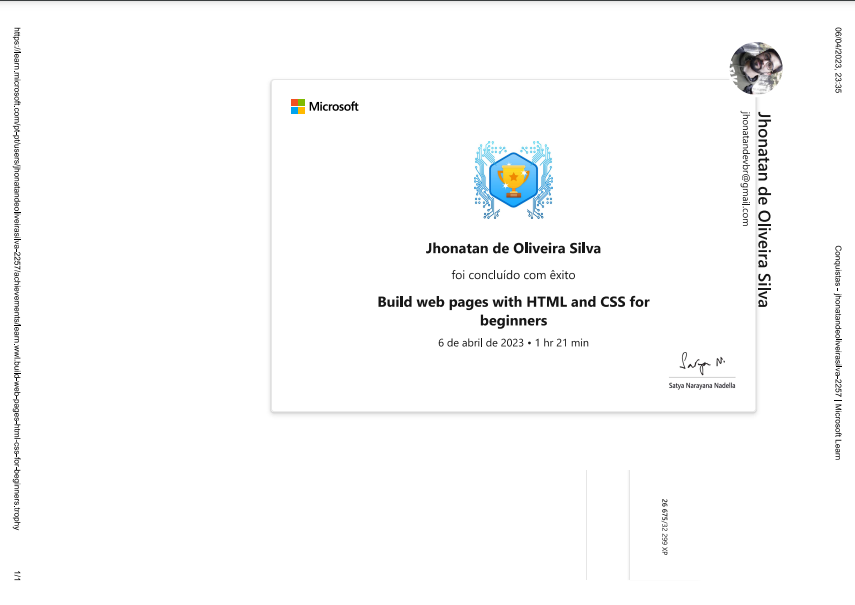 06/04/2023, 23:35
Conquistas - jhonatandeoliveirasilva-2257 | Microsoft Learn
Jhonatan de Oliveira Silva
jhonatandevbr@gmail.com
Microsoft
Jhonatan de Oliveira Silva
foi concluído com êxito
Build web pages with HTML and CSS for
beginners
6 de abril de 2023 • 1 hr 21 min
Satya N.
Satya Narayana Nadella
26 675/32 299 XP
https://learn.microsoft.com/pt-pt/users/jhonatandeoliveirasilva-2257/achievements/learn.wwl.build-web-pages-html-css-for-beginners.trophy
1/1